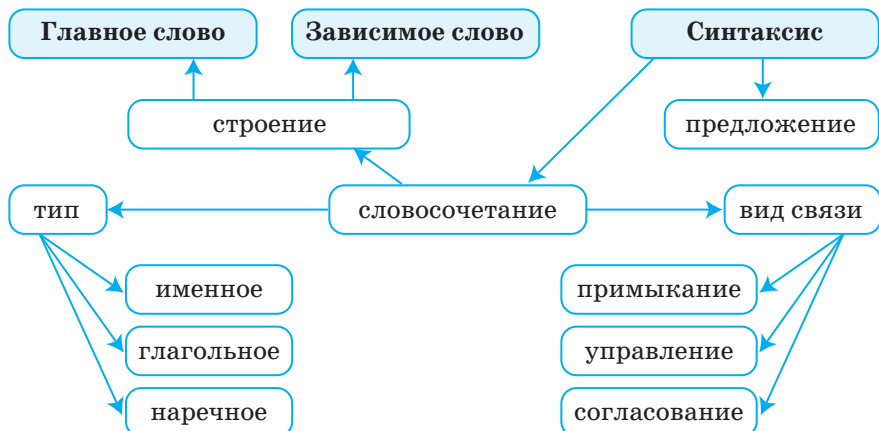 Главное слово
Зависимое слово
Синтаксис
строение
предложение
тип
словосочетание
вид связи
именное
примыкание
глагольное
управление
наречное
согласование